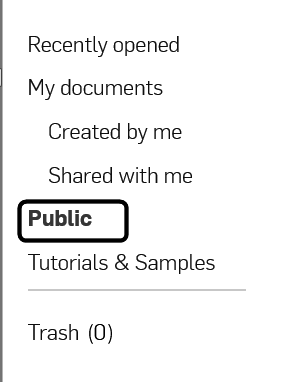 Recently opened
My documents
Created by me
Shared with me
Public
Tutorials & Samples
Trash (0)